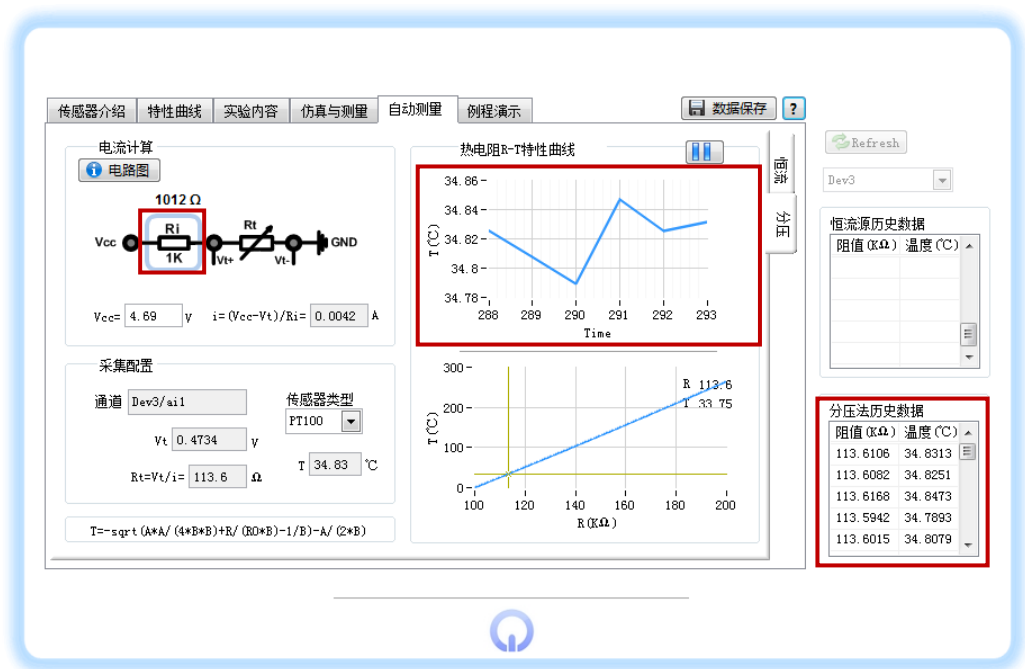 传感器介绍 特性曲线 实验内容 仿真与测量 自动测量 例程演示 数据保存 ?
电流计算
电路图
1012 Ω
Ri
Rt
Vcc
GND
1K
Vt+
Vt-
Vcc= 4.69 V i=(Vcc-Vt)/Ri= 0.0042 A
采集配置
通道 Dev3/ai1
传感器类型
PT100
Vt 0.4734 V
T 34.83 ℃
Rt=Vt/i= 113.6 Ω
T=-sqrt(A*A/(4*B*B)+R/(R0*B)-1/B)-A/(2*B)
热电阻R-T特性曲线
34.86
34.84
34.82
34.8
34.78
T(℃)
288 289 290 291 292 293
Time
300
200
100
0
T(℃)
R 113.6
T 33.75
100 120 140 160 180 200
R(KΩ)
恒流
分压
Refresh
Dev3
恒流源历史数据
阻值(KΩ) 温度(℃)
分压法历史数据
阻值(KΩ) 温度(℃)
113.6106 34.8313
113.6082 34.8251
113.6168 34.8473
113.5942 34.7893
113.6015 34.8079